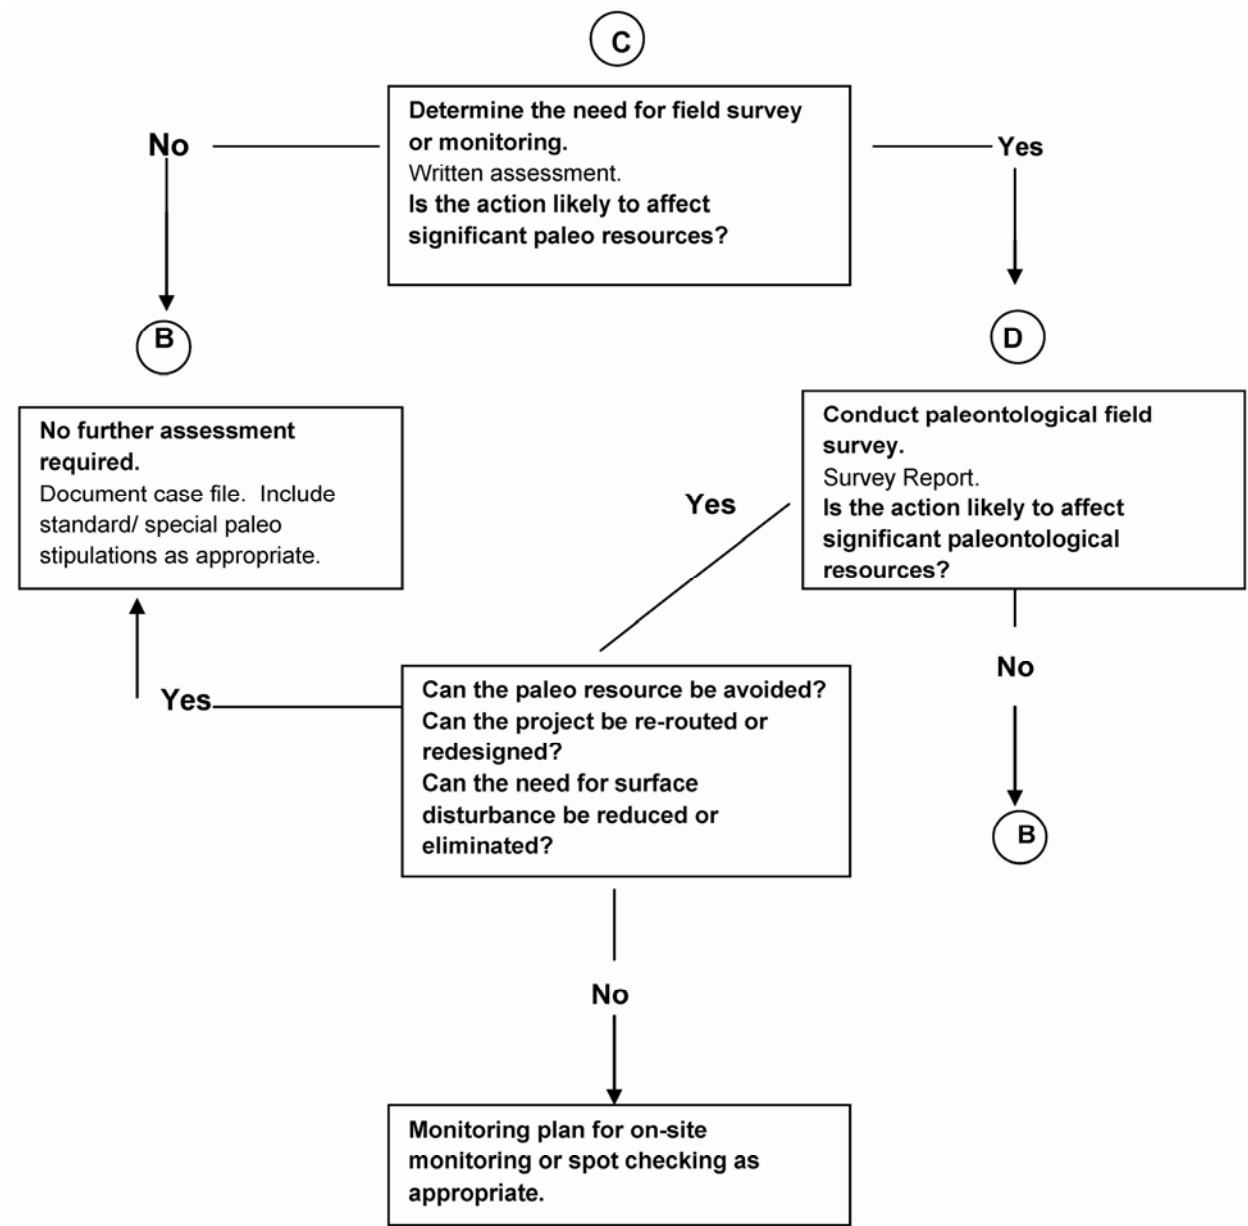 C
Determine the need for field survey
or monitoring.
Written assessment.
Is the action likely to affect
significant paleo resources?
No
Yes
B
D
No further assessment
required.
Document case file.  Include
standard/ special paleo
stipulations as appropriate.
Conduct paleontological field
survey.
Survey Report.
Is the action likely to affect
significant paleontological
resources?
Yes
No
Yes
Can the paleo resource be avoided?
Can the project be re-routed or
redesigned?
Can the need for surface
disturbance be reduced or
eliminated?
B
No
Monitoring plan for on-site
monitoring or spot checking as
appropriate.